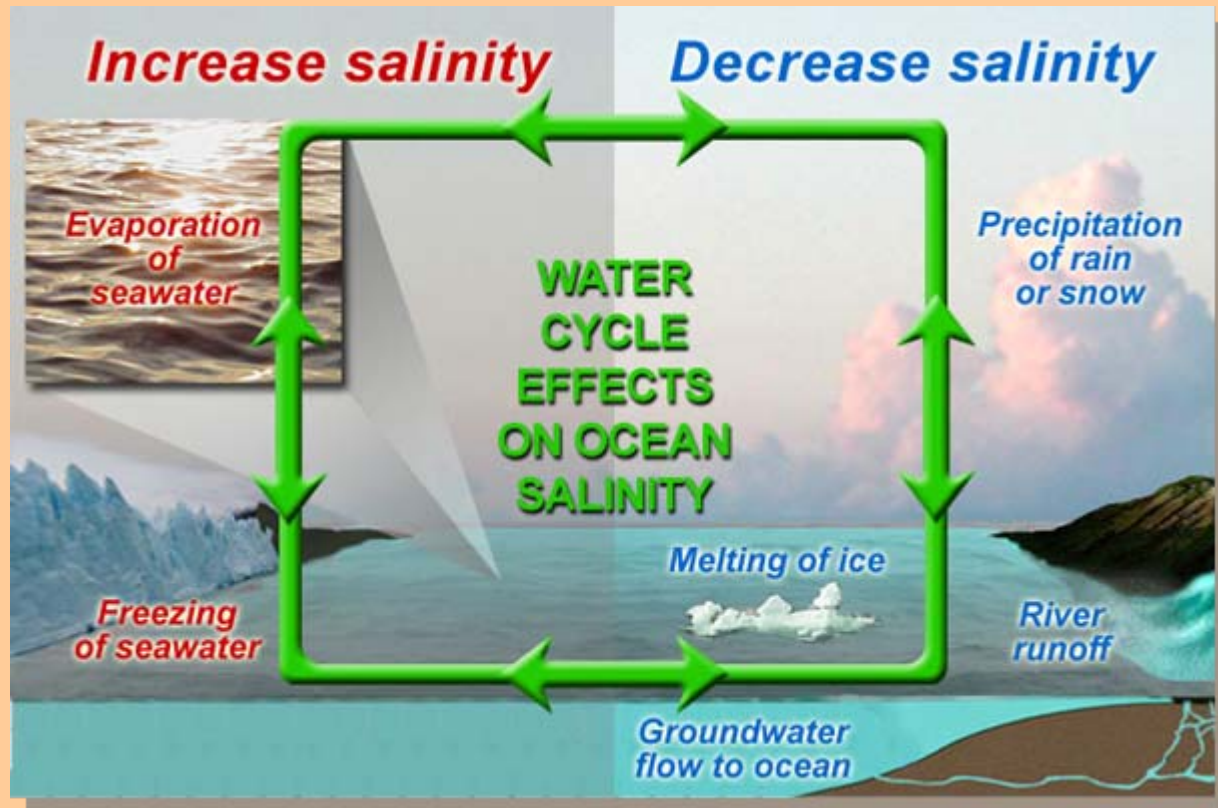 Increase salinity
Decrease salinity
Evaporation
of
seawater
Precipitation
of rain
or snow
WATER
CYCLE
EFFECTS
ON OCEAN
SALINITY
Melting of ice
Freezing
of seawater
River
runoff
Groundwater
flow to ocean